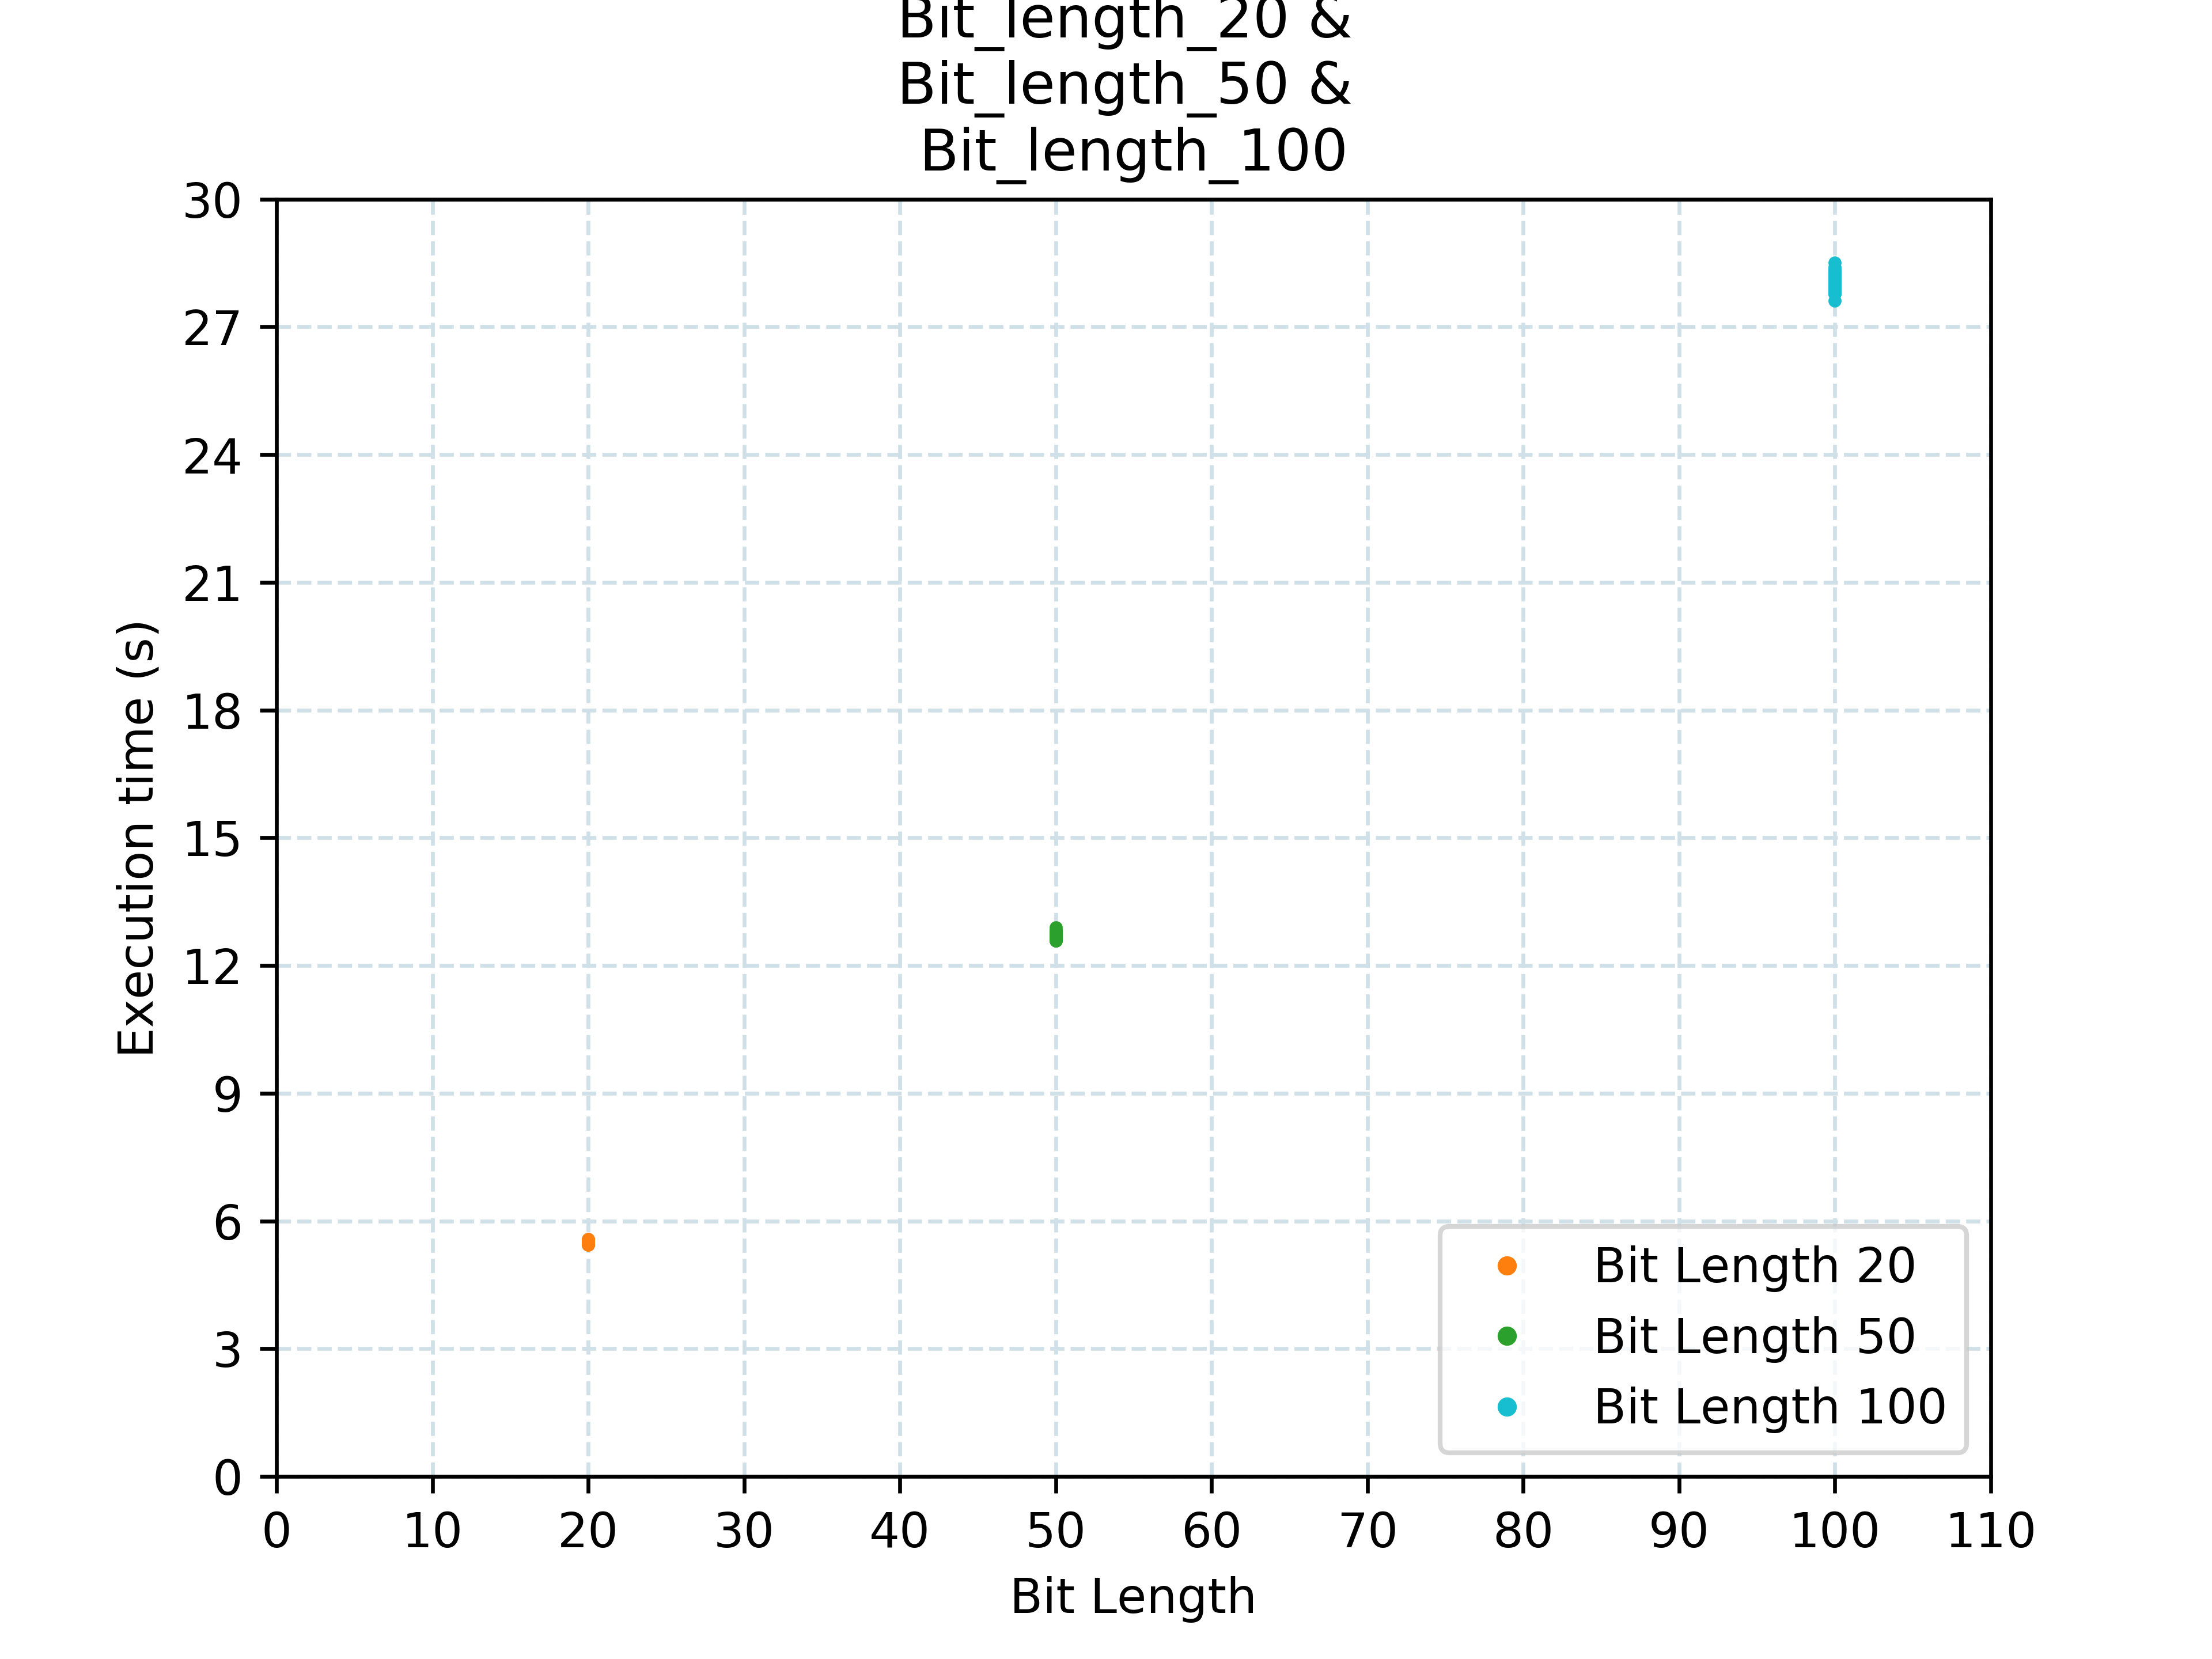 Bit_length_20 &
Bit_length_50 &
Bit_length_100
30
27
24
21
18
15
12
9
6
3
0
Execution time (s)
Bit Length 20
Bit Length 50
Bit Length 100
0 10 20 30 40 50 60 70 80 90 100 110
Bit Length